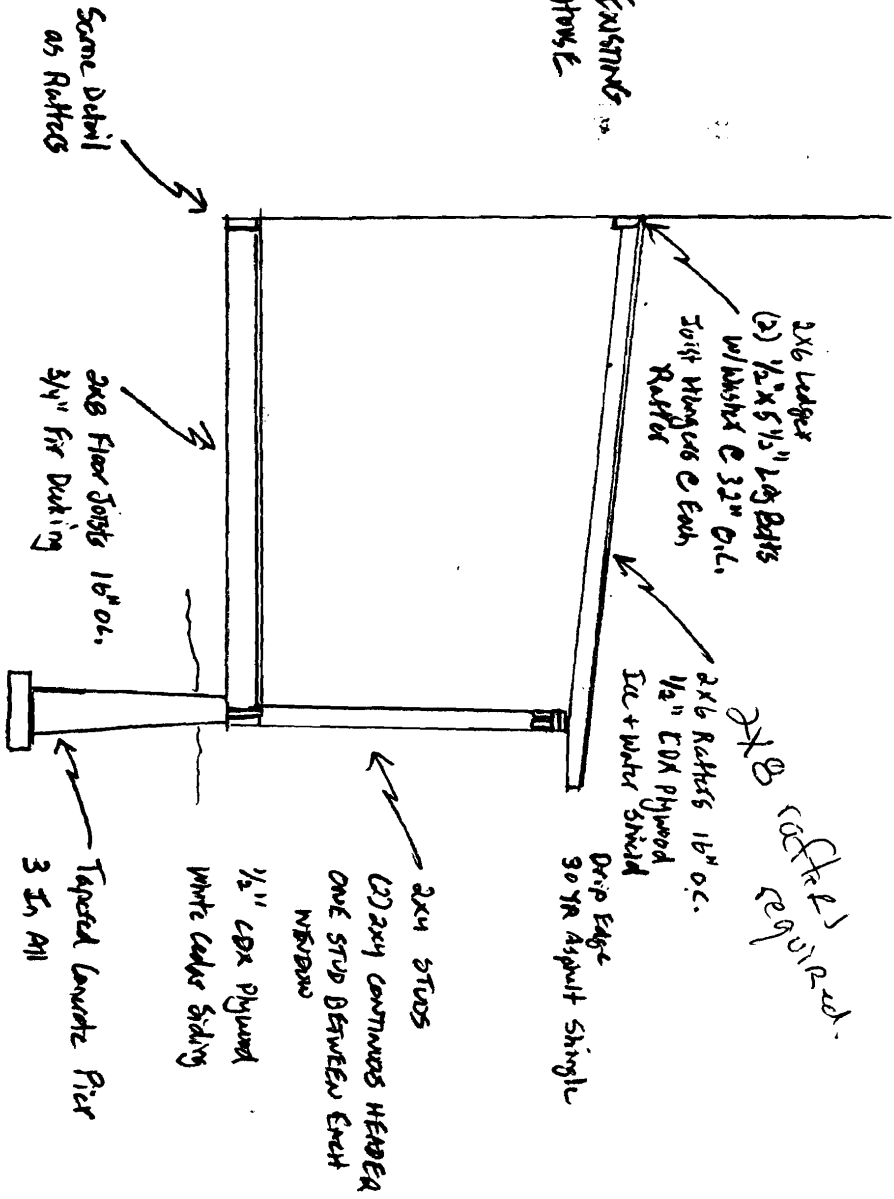 EXISTING
HOUSE
2x6 Ledger
(2) 1/2" x 5 1/2" Lag Bolts
w/ Washer @ 32" O.C.
Joist Hangers @ Each
Rafter
2x8 rafters
required.
2x6 Rafters 16" o.c.
1/2" CDX Plywood
Ice + Water Shield
Drip Edge
30 YR Asphalt Shingle
2x4 STUDS
(2) 2x4 CONTINUOS HEADER
ONE STUD BETWEEN EACH
WINDOW
1/2" CDX Plywood
White Cedar Siding
Same Detail
as Rafters
2x8 Floor Joists 16" OC.
3/4" Fir Decking
Tapered Concrete Pier
3 In All